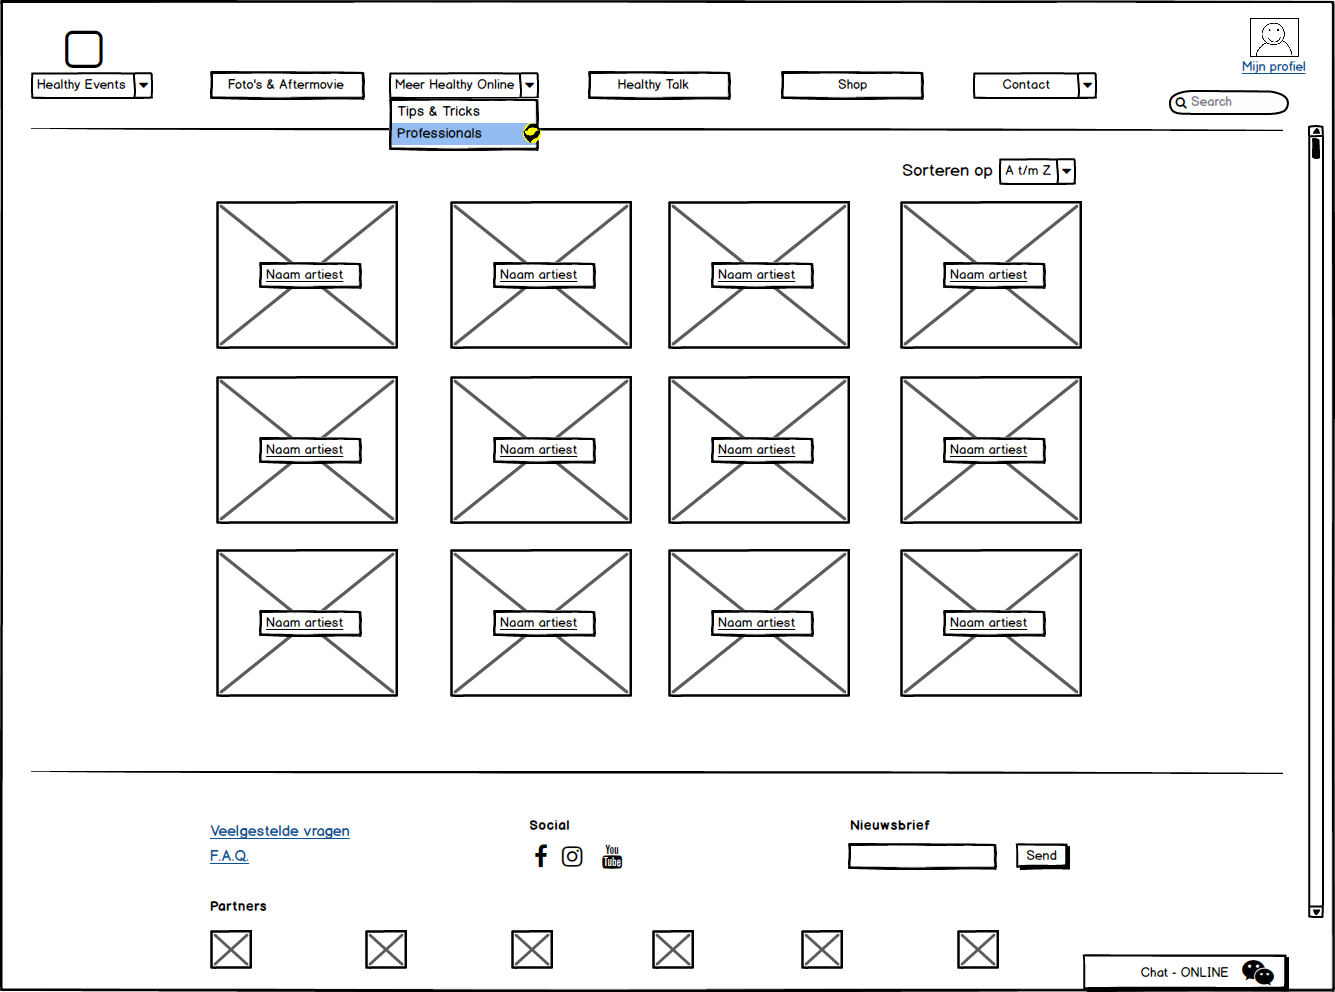 Mijn profiel
Healthy Events
Foto's & Aftermovie
Meer Healthy Online
Healthy Talk
Shop
Contact
Search
Tips & Tricks
Professionals
Sorteren op
A t/m Z
Naam artiest
Naam artiest
Naam artiest
Naam artiest
Naam artiest
Naam artiest
Naam artiest
Naam artiest
Naam artiest
Naam artiest
Naam artiest
Naam artiest
Veelgestelde vragen
F.A.Q.
Social
You
Tube
Nieuwsbrief
Send
Partners
Chat - ONLINE